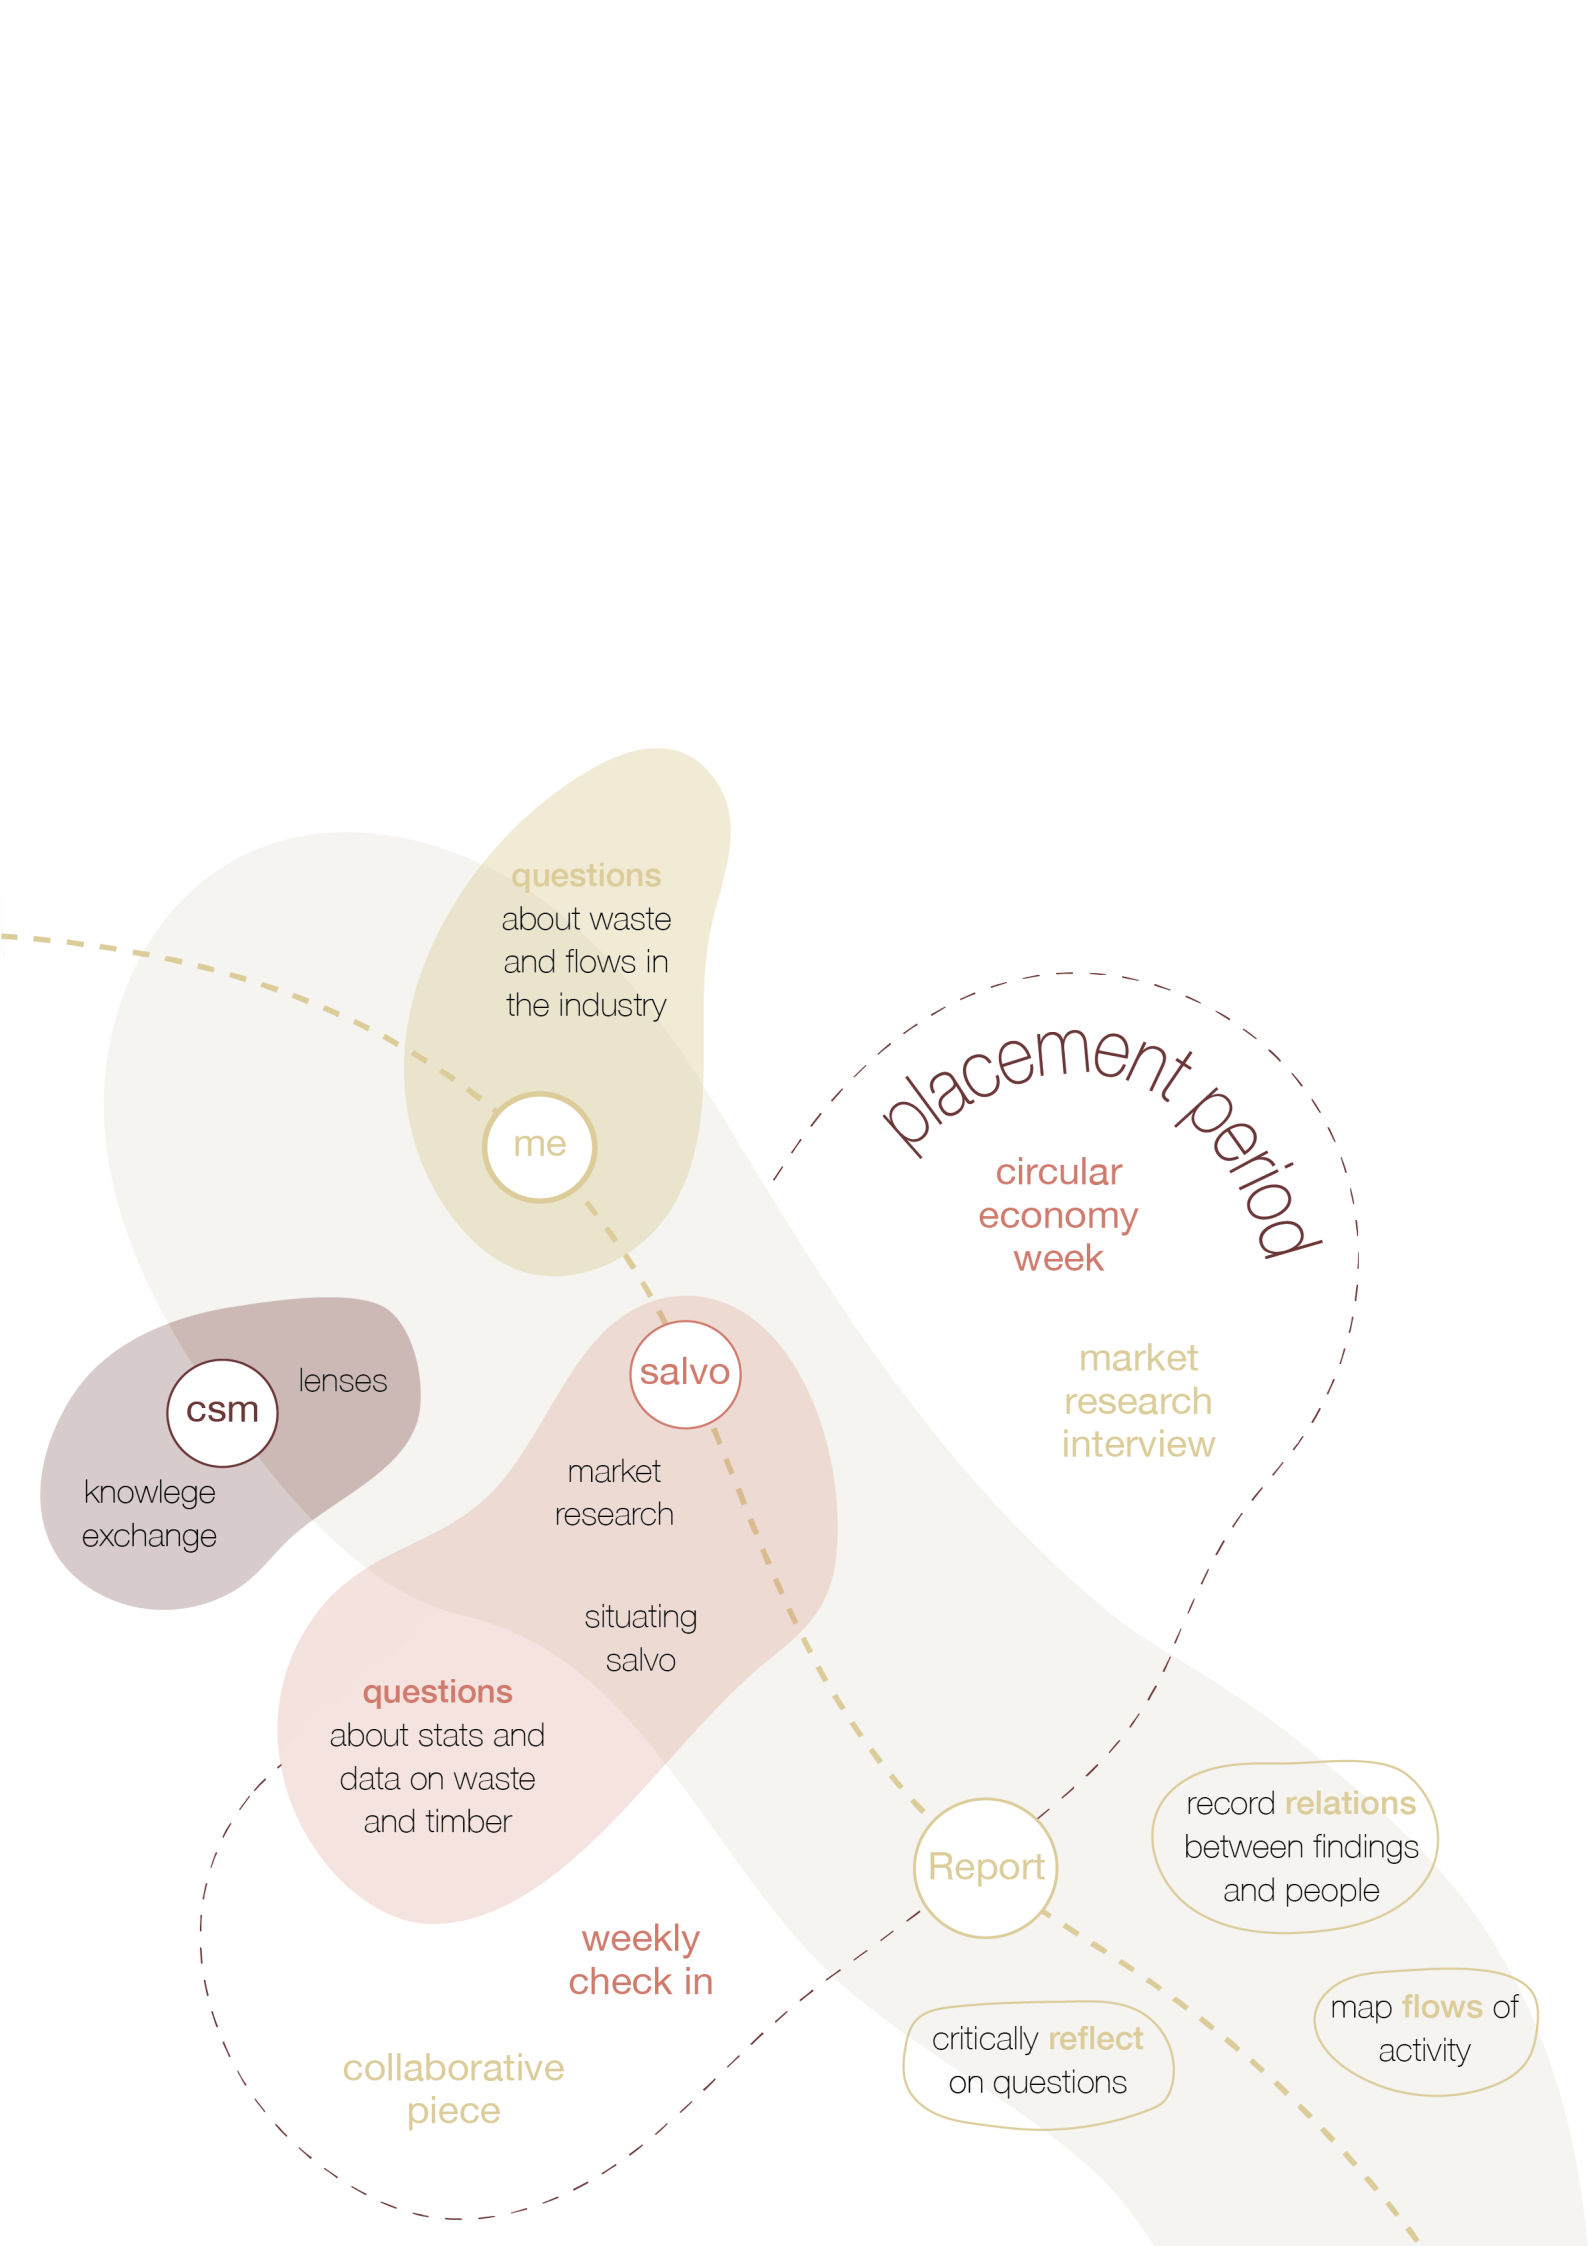 questions
about waste
and flows in
the industry
me
placement period
circular
economy
week
salvo
lenses
csm
market
research
interview
knowlege
exchange
market
research
situating
salvo
questions
about stats and
data on waste
and timber
Report
record relations
between findings
and people
weekly
check in
map flows of
activity
critically reflect
on questions
collaborative
piece